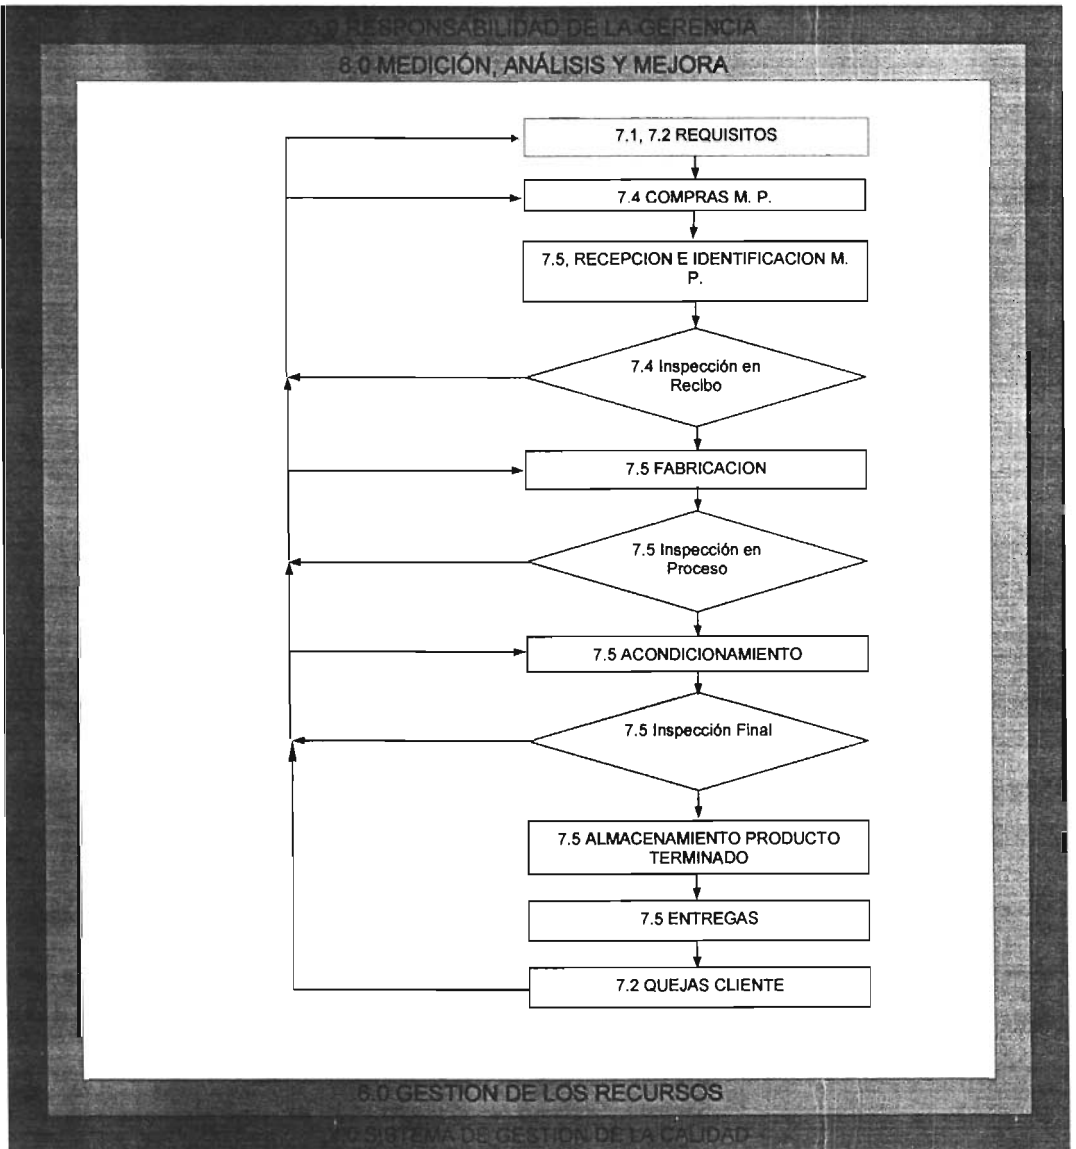 5.0 RESPONSABILIDAD DE LA GERENCIA
8.0 MEDICIÓN, ANÁLISIS Y MEJORA
7.1, 7.2 REQUISITOS
7.4 COMPRAS M. P.
7.5, RECEPCION E IDENTIFICACION M.
P.
7.4 Inspección en
Recibo
7.5 FABRICACION
7.5 Inspección en
Proceso
7.5 ACONDICIONAMIENTO
7.5 Inspección Final
7.5 ALMACENAMIENTO PRODUCTO
TERMINADO
7.5 ENTREGAS
7.2 QUEJAS CLIENTE
6.0 GESTION DE LOS RECURSOS
SISTEMA DE GESTION DE LA CALIDAD